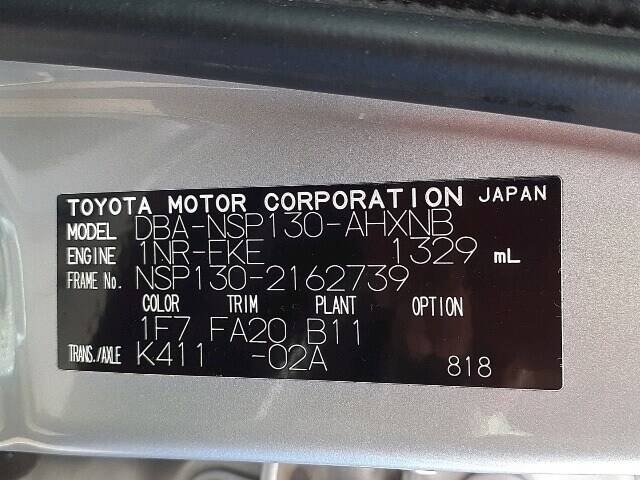 TOYOTA MOTOR CORPORATION JAPAN
MODEL DBA-NSP130-AHXNB
ENGINE 1NR-FKE 1329 mL
FRAME No. NSP130-2162739
COLOR TRIM PLANT OPTION
1F7 FA20 B11
TRANS./AXLE K411 -02A 818